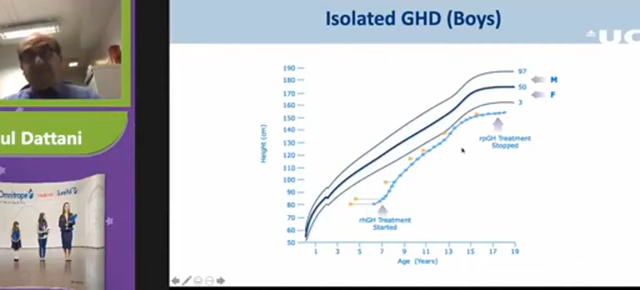 Isolated GHD (Boys)
UC
ul Dattani
Omnitrope
Height (cm)
190
180
170
160
150
140
130
120
110
100
90
80
70
60
50
97
50
3
M
F
rpGH Treatment
Stopped
rhGH Treatment
Started
1 3 5 7 9 11 13 15 17 19
Age (Years)